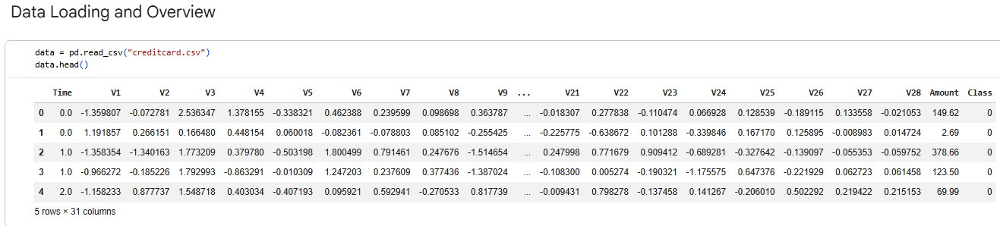 Data Loading and Overview
data = pd.read_csv("creditcard.csv")
data.head()
Time V1 V2 V3 V4 V5 V6 V7 V8 V9 ... V21 V22 V23 V24 V25 V26 V27 V28 Amount Class
0 0.0 -1.359807 -0.072781 2.536347 1.378155 -0.338321 0.462388 0.239599 0.098698 0.363787 ... -0.018307 0.277838 -0.110474 0.066928 0.128539 -0.189115 0.133558 -0.021053 149.62 0
1 0.0 1.191857 0.266151 0.166480 0.448154 0.060018 -0.082361 -0.078803 0.085102 -0.255425 ... -0.225775 -0.638672 0.101288 -0.339846 0.167170 0.125895 -0.008983 0.014724 2.69 0
2 1.0 -1.358354 -1.340163 1.773209 0.379780 -0.503198 1.800499 0.791461 0.247676 -1.514654 ... 0.247998 0.771679 0.909412 -0.689281 -0.327642 -0.139097 -0.055353 -0.059752 378.66 0
3 1.0 -0.966272 -0.185226 1.792993 -0.863291 -0.010309 1.247203 0.237609 0.377436 -1.387024 ... -0.108300 0.005274 -0.190321 -1.175575 0.647376 -0.221929 0.062723 0.061458 123.50 0
4 2.0 -1.158233 0.877737 1.548718 0.403034 -0.407193 0.095921 0.592941 -0.270533 0.817739 ... -0.009431 0.798278 -0.137458 0.141267 -0.206010 0.502292 0.219422 0.215153 69.99 0
5 rows × 31 columns